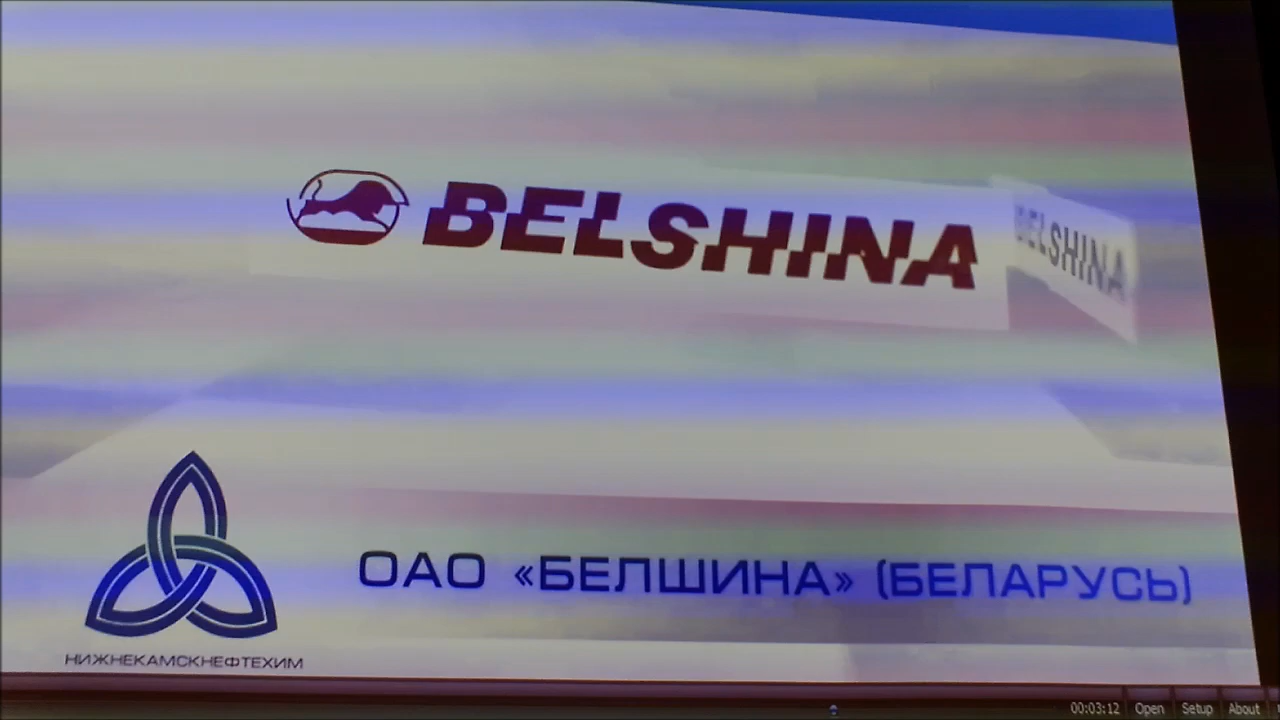 BELSHINA
BELSHINA
ОАО «БЕЛШИНА» (БЕЛАРУСЬ)
НИЖНЕКАМСКНЕФТЕХИМ
00:03:12 Open Setup About